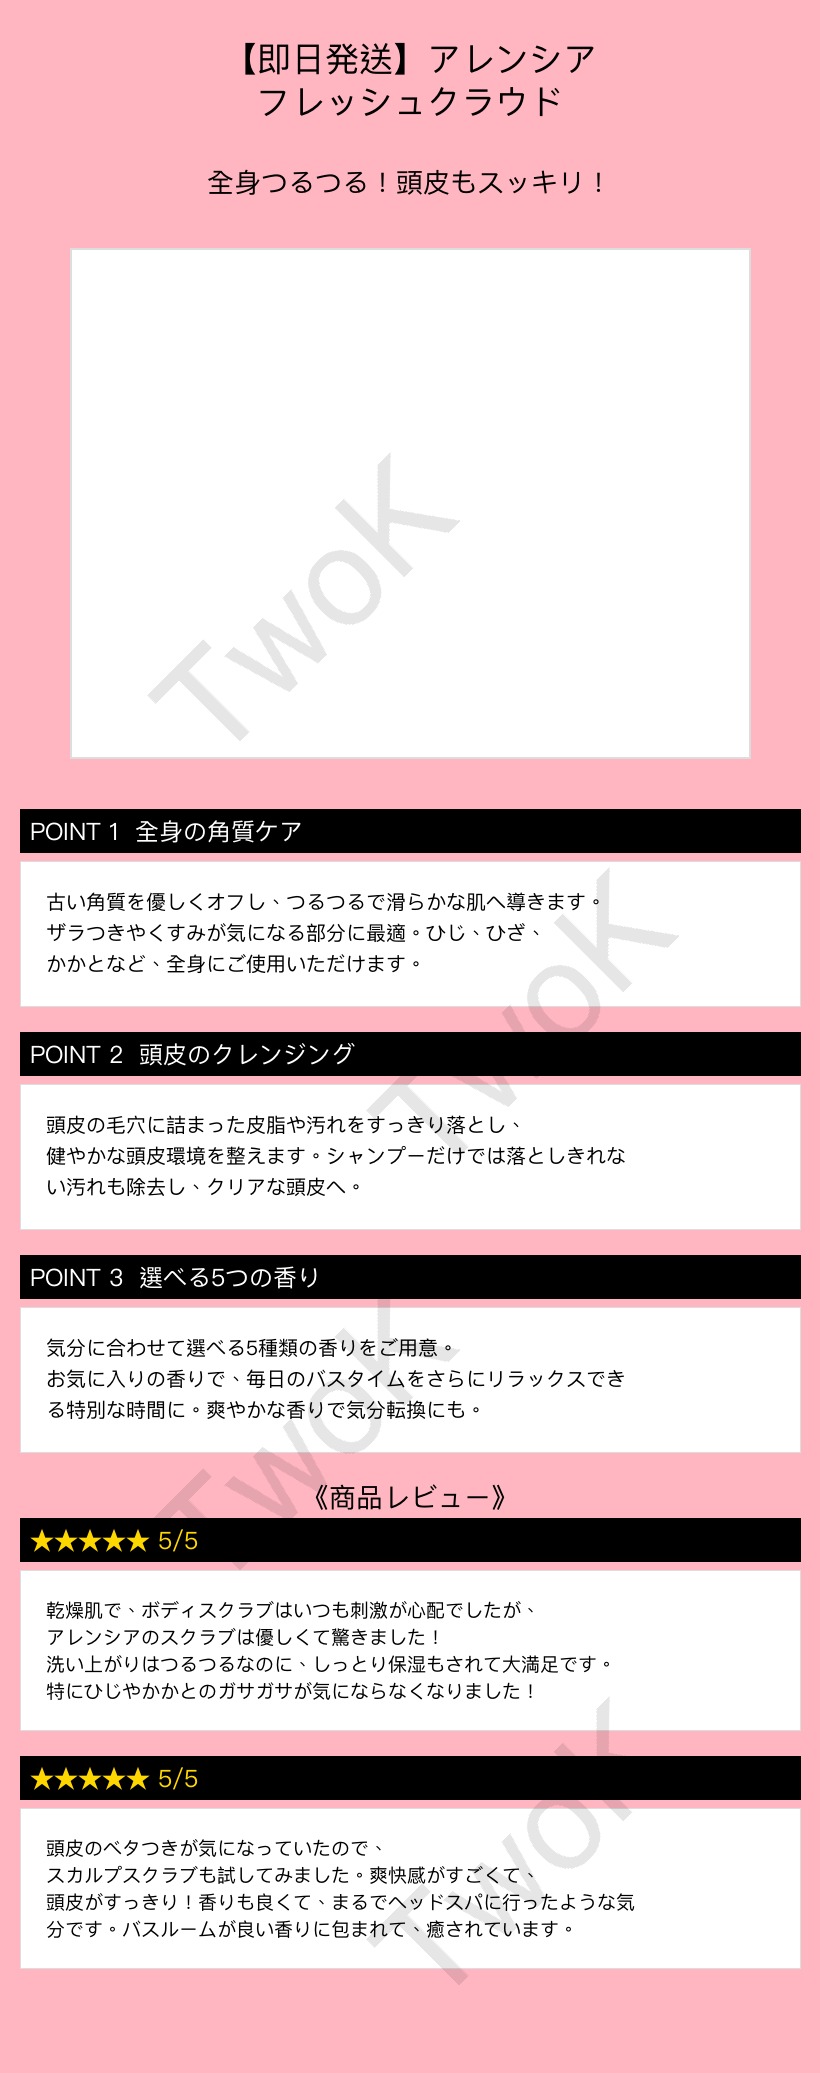 【即日発送】アレンシア
フレッシュクラウド
全身つるつる！頭皮もスッキリ！
TwoK
POINT 1 全身の角質ケア
古い角質を優しくオフし、つるつるで滑らかな肌へ導きます。
ザラつきやくすみが気になる部分に最適。ひじ、ひざ、
かかとなど、全身にご使用いただけます。
TwoK
POINT 2 頭皮のクレンジング
頭皮の毛穴に詰まった皮脂や汚れをすっきり落とし、
健やかな頭皮環境を整えます。シャンプーだけでは落としきれな
い汚れも除去し、クリアな頭皮へ。
POINT 3 選べる5つの香り
気分に合わせて選べる5種類の香りをご用意。
お気に入りの香りで、毎日のバスタイムをさらにリラックスでき
る特別な時間に。爽やかな香りで気分転換にも。
TwoK
《商品レビュー》
★★★★★ 5/5
乾燥肌で、ボディスクラブはいつも刺激が心配でしたが、
アレンシアのスクラブは優しくて驚きました！
洗い上がりはつるつるなのに、しっとり保湿もされて大満足です。
特にひじやかかとのガサガサが気にならなくなりました！
★★★★★ 5/5
頭皮のベタつきが気になっていたので、
スカルプスクラブも試してみました。爽快感がすごくて、
頭皮がすっきり！香りも良くて、まるでヘッドスパに行ったような気
分です。バスルームが良い香りに包まれて、癒されています。
TwoK